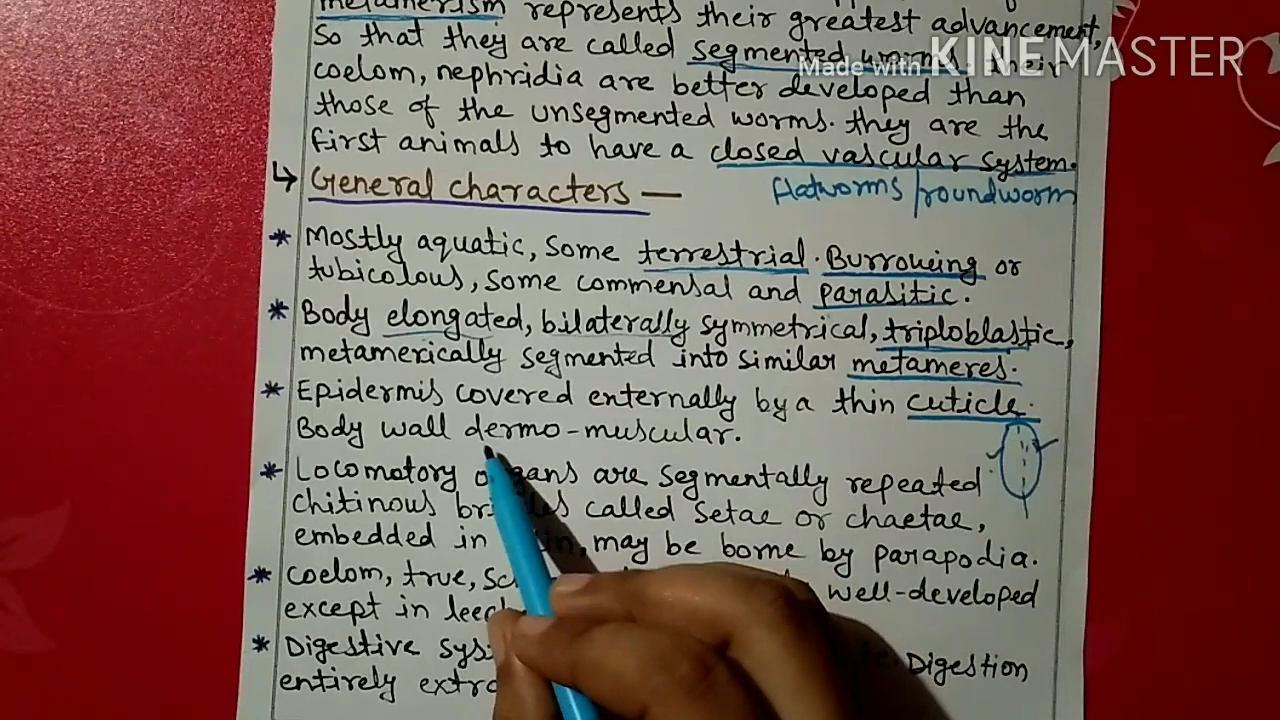 metamerism represents their greatest advancement,
So that they are called segmented worms. their
Made with KINEMASTER
coelom, nephridia are better developed than
those of the unsegmented worms. they are the
first animals to have a closed vascular system.
General characters —
flatworms roundworm
* Mostly aquatic, some terrestrial. Burrowing or
tubicolous, some commensal and parasitic.
* Body elongated, bilaterally symmetrical, triploblastic,
metamerically segmented into similar metameres.
* Epidermis covered enternally by a thin cuticle.
Body wall dermo-muscular.
* Locomotory organs are segmentally repeated
chitinous called setae or chaetae,
embedded in may be borne by parapodia.
* Coelom, true, well-developed
except in
* Digestive Digestion
entirely